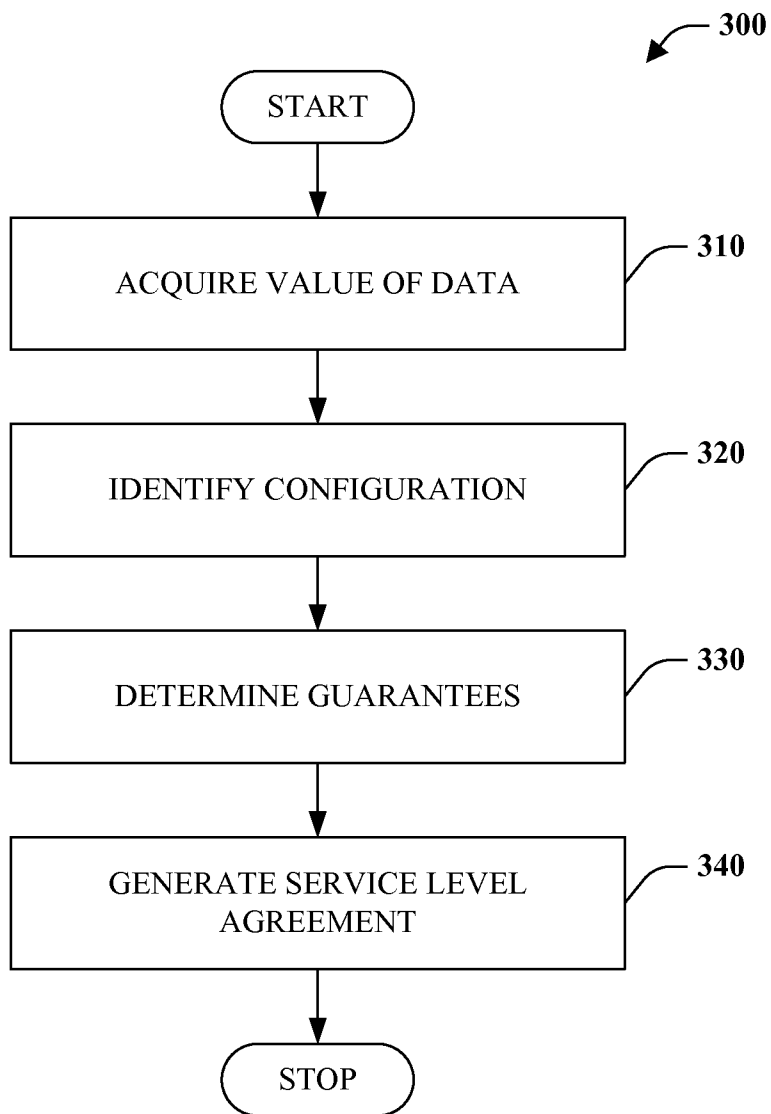 300
START
310
ACQUIRE VALUE OF DATA
320
IDENTIFY CONFIGURATION
330
DETERMINE GUARANTEES
340
GENERATE SERVICE LEVEL
AGREEMENT
STOP